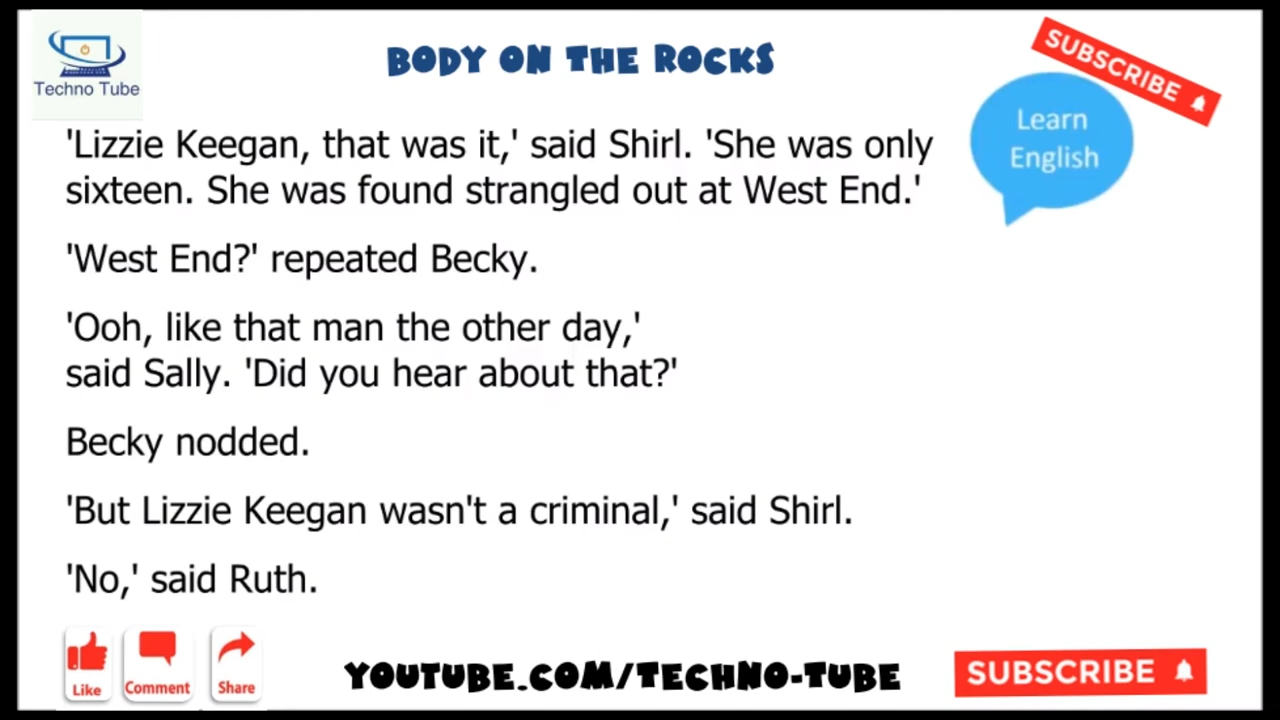 Techno Tube
BODY ON THE ROCKS
SUBSCRIBE
Learn
English
'Lizzie Keegan, that was it,' said Shirl. 'She was only
sixteen. She was found strangled out at West End.'
'West End?' repeated Becky.
'Ooh, like that man the other day,'
said Sally. 'Did you hear about that?'
Becky nodded.
'But Lizzie Keegan wasn't a criminal,' said Shirl.
'No,' said Ruth.
Like
Comment
Share
YOUTUBE.COM/TECHNO-TUBE
SUBSCRIBE